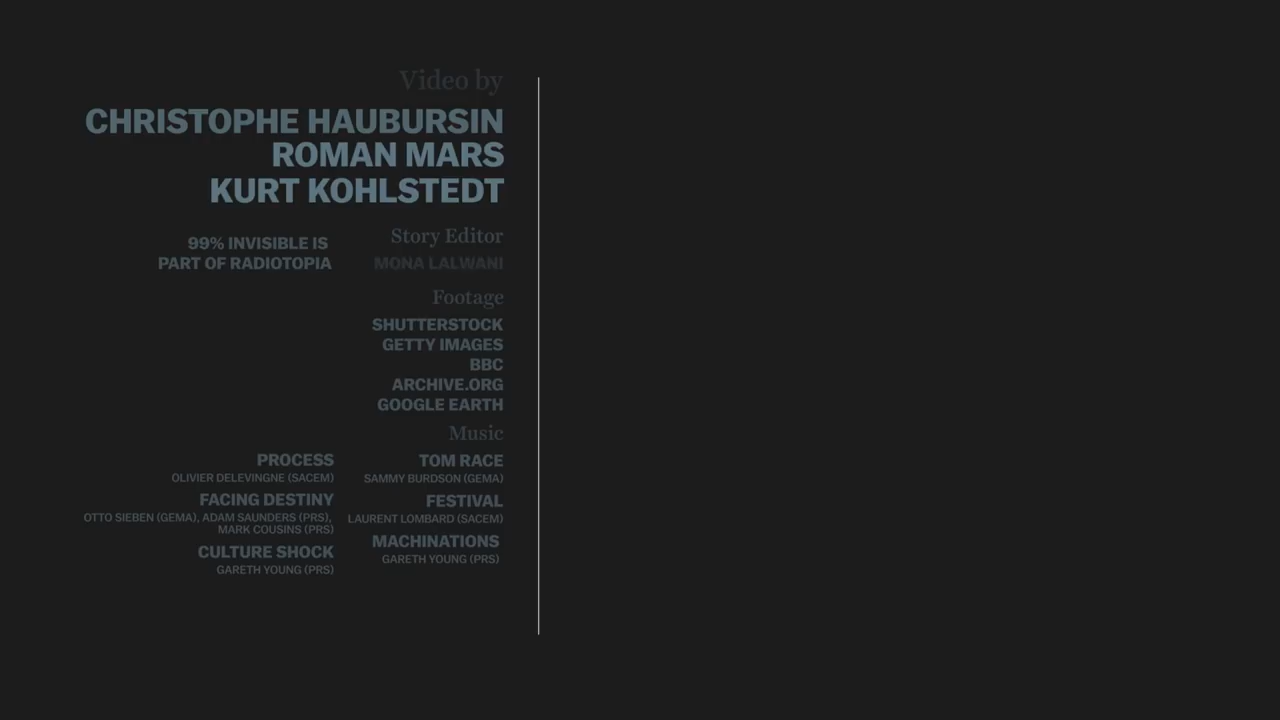 Video by
CHRISTOPHE HAUBURSIN
ROMAN MARS
KURT KOHLSTEDT
99% INVISIBLE IS
PART OF RADIOTOPIA
Story Editor
MONA LALWANI
Footage
SHUTTERSTOCK
GETTY IMAGES
BBC
ARCHIVE.ORG
GOOGLE EARTH
Music
PROCESS
OLIVIER DELEVINGNE (SACEM)
FACING DESTINY
OTTO SIEBEN (GEMA), ADAM SAUNDERS (PRS),
MARK COUSINS (PRS)
CULTURE SHOCK
GARETH YOUNG (PRS)
TOM RACE
SAMMY BURDSON (GEMA)
FESTIVAL
LAURENT LOMBARD (SACEM)
MACHINATIONS
GARETH YOUNG (PRS)